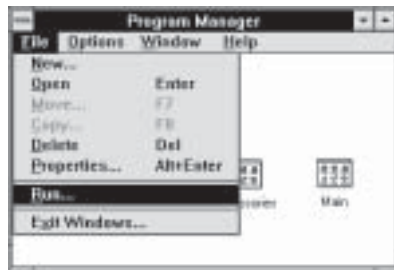 Program Manager
File Options Window Help
New...
Open Enter
Move... F7
Copy... F8
Delete Del
Properties... Alt+Enter
Run...
Exit Windows...
Main